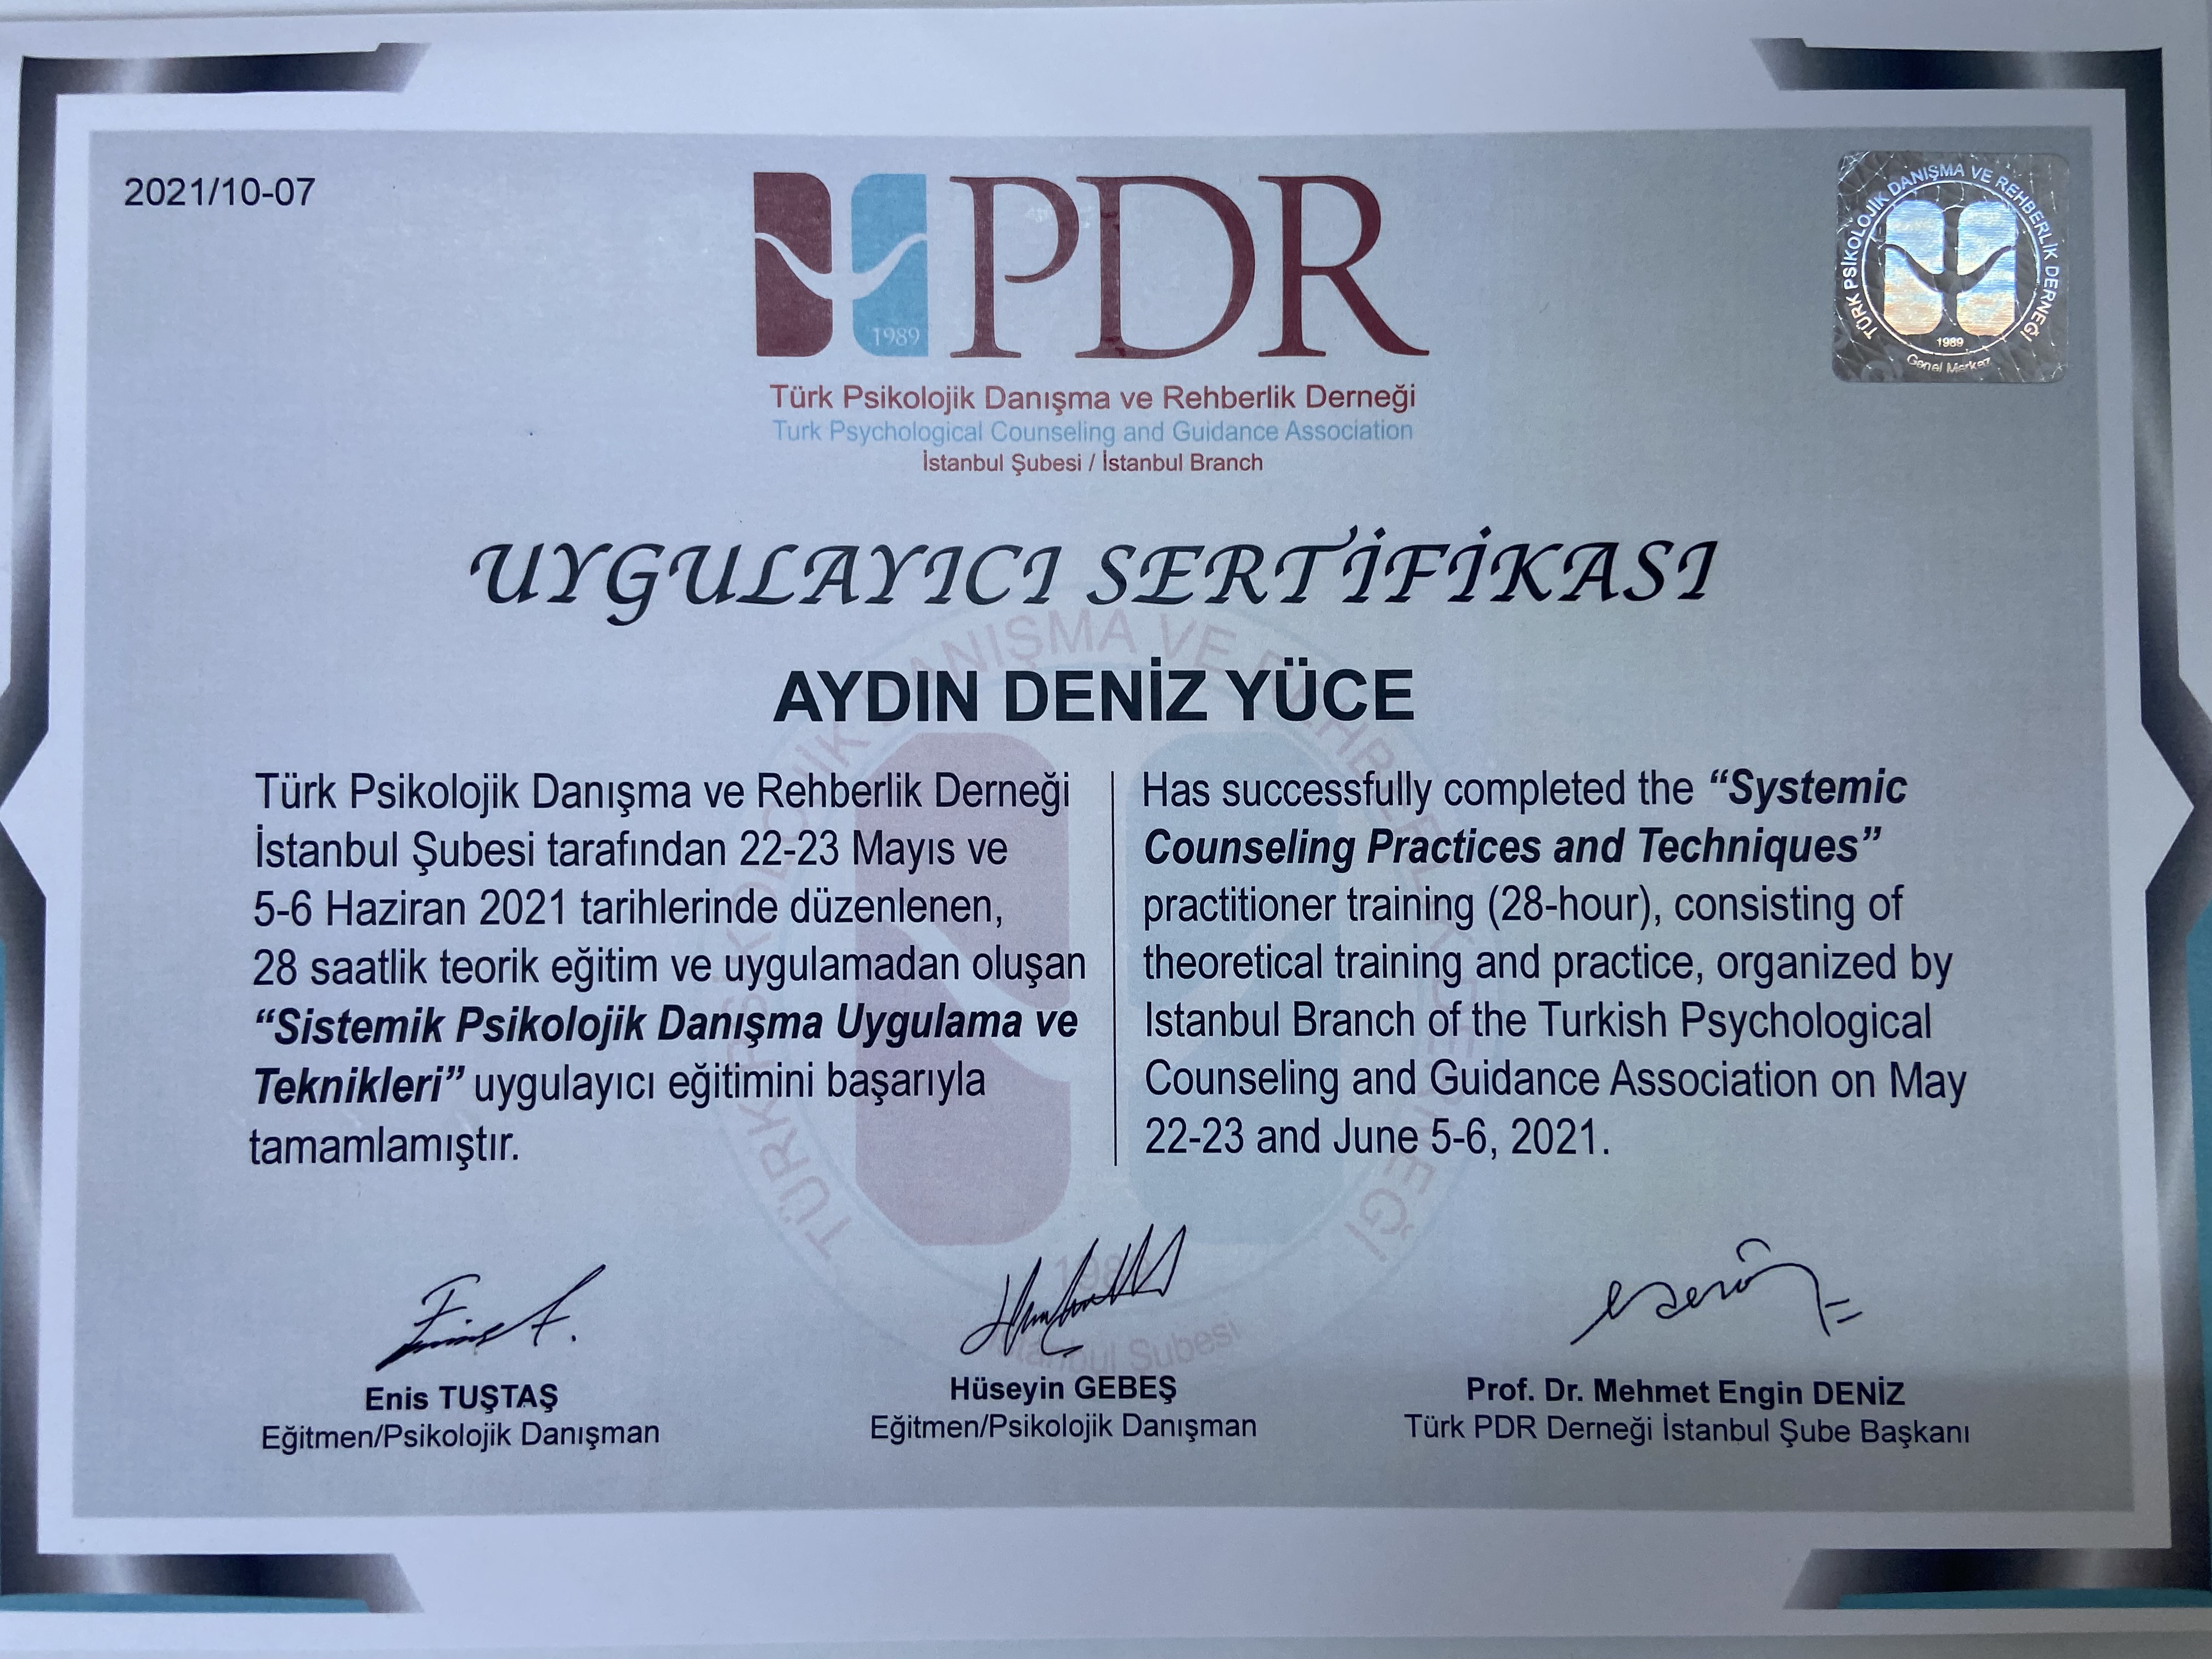 2021/10-07
1989
PDR
Türk Psikolojik Danışma ve Rehberlik Derneği
Turk Psychological Counseling and Guidance Association
İstanbul Şubesi / İstanbul Branch
TÜRK PSİKOLOJİK DANIŞMA VE REHBERLİK DERNEĞİ
1989
Genel Merkez
UYGULAYICI SERTİFİKASI
AYDIN DENİZ YÜCE
Türk Psikolojik Danışma ve Rehberlik Derneği
İstanbul Şubesi tarafından 22-23 Mayıs ve
5-6 Haziran 2021 tarihlerinde düzenlenen,
28 saatlik teorik eğitim ve uygulamadan oluşan
“Sistemik Psikolojik Danışma Uygulama ve
Teknikleri” uygulayıcı eğitimini başarıyla
tamamlamıştır.
Has successfully completed the “Systemic
Counseling Practices and Techniques”
practitioner training (28-hour), consisting of
theoretical training and practice, organized by
Istanbul Branch of the Turkish Psychological
Counseling and Guidance Association on May
22-23 and June 5-6, 2021.
Enis TUŞTAŞ
Eğitmen/Psikolojik Danışman
Hüseyin GEBEŞ
Eğitmen/Psikolojik Danışman
Prof. Dr. Mehmet Engin DENİZ
Türk PDR Derneği İstanbul Şube Başkanı